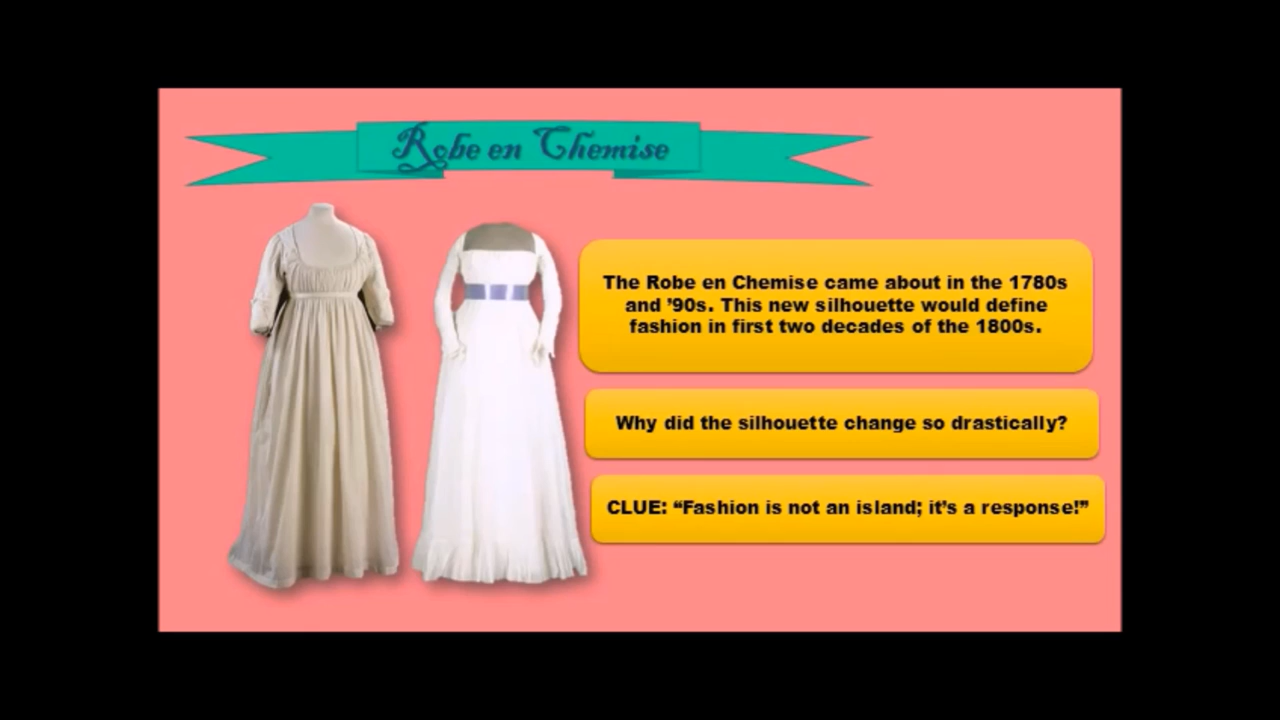 Robe en Chemise
The Robe en Chemise came about in the 1780s
and ’90s. This new silhouette would define
fashion in first two decades of the 1800s.
Why did the silhouette change so drastically?
CLUE: “Fashion is not an island; it’s a response!”